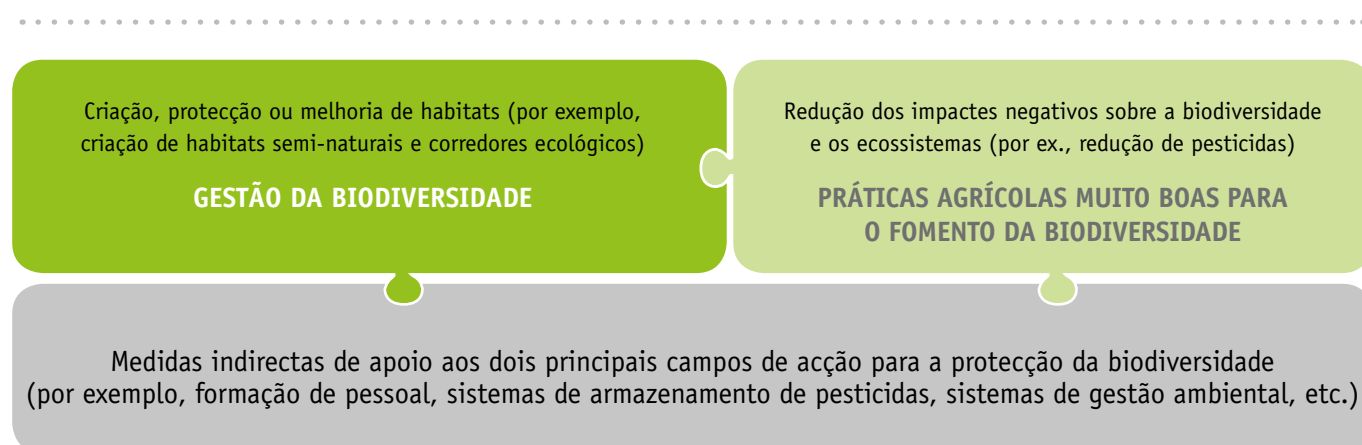 Criação, protecção ou melhoria de habitats (por exemplo,
criação de habitats semi-naturais e corredores ecológicos)
GESTÃO DA BIODIVERSIDADE
Redução dos impactes negativos sobre a biodiversidade
e os ecossistemas (por ex., redução de pesticidas)
PRÁTICAS AGRÍCOLAS MUITO BOAS PARA
O FOMENTO DA BIODIVERSIDADE
Medidas indirectas de apoio aos dois principais campos de acção para a protecção da biodiversidade
(por exemplo, formação de pessoal, sistemas de armazenamento de pesticidas, sistemas de gestão ambiental, etc.)